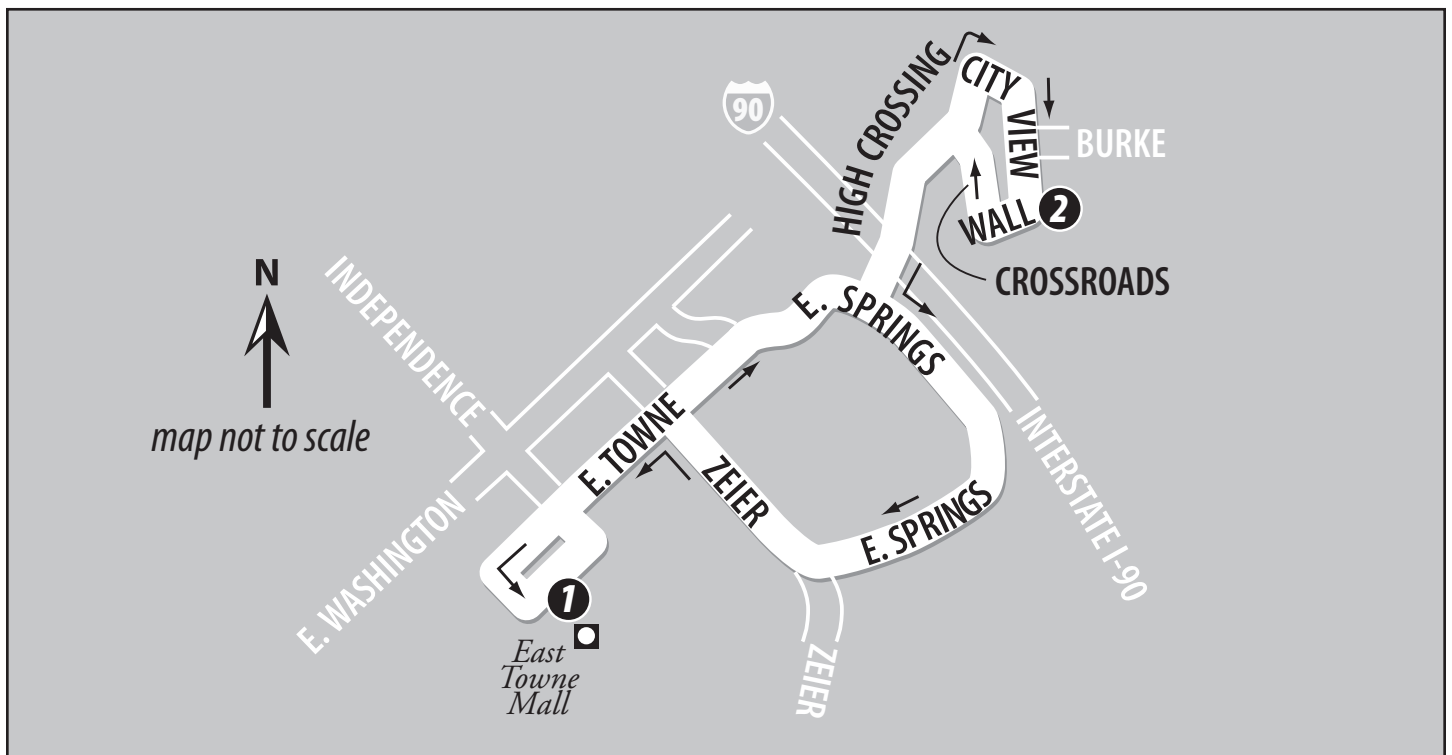 CITY
HIGH CROSSING
90
VIEW
BURKE
WALL
2
CROSSROADS
N
INDEPENDENCE
E. SPRINGS
map not to scale
E. TOWNE
ZEIER
INTERSTATE I-90
E. SPRINGS
E. WASHINGTON
1
East
Towne
Mall
ZEIER